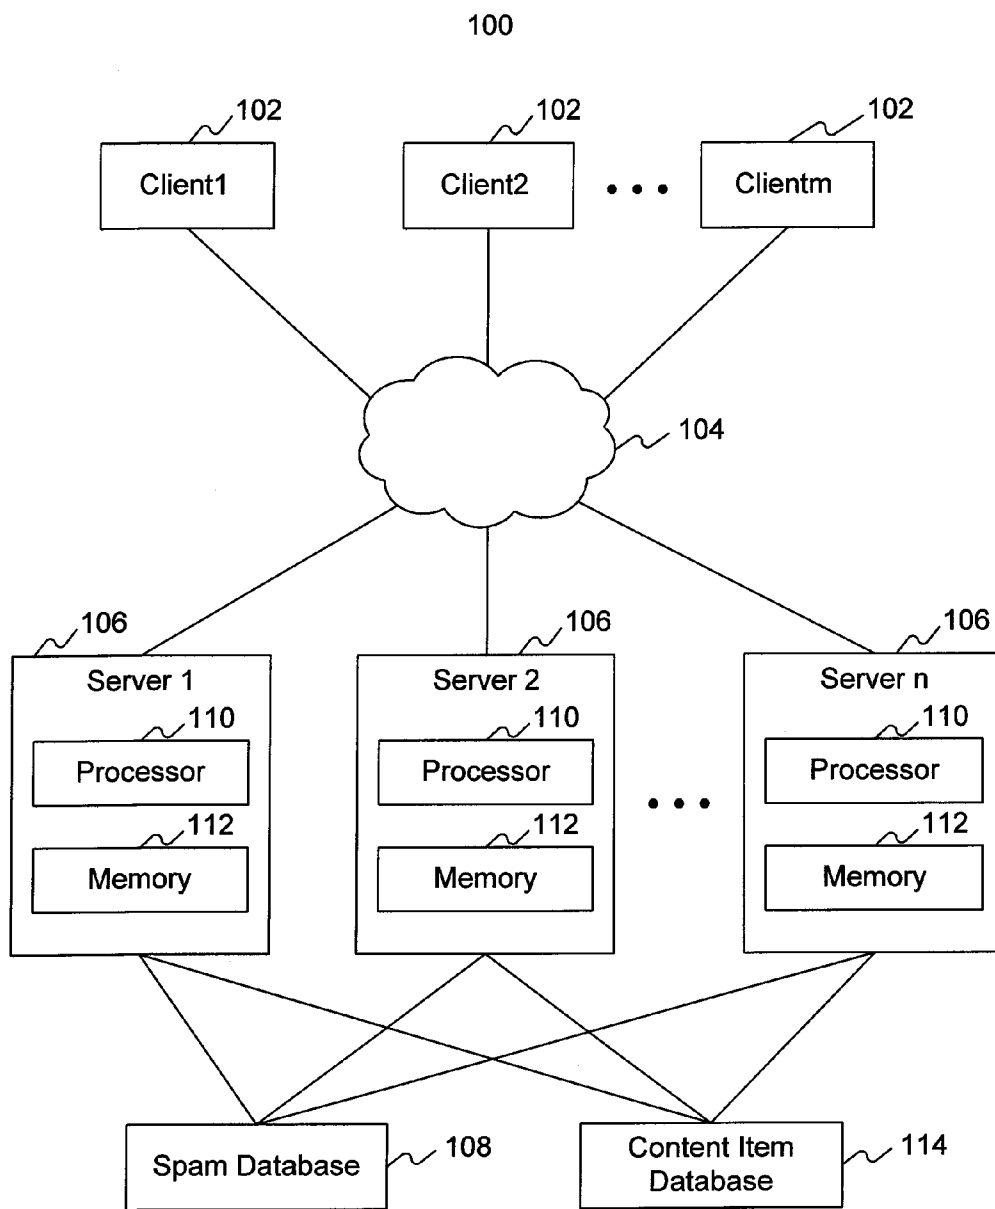 100
102 102 102
Client1 Client2 Clientm
104
106 106 106
Server 1 Server 2 Server n
110 110 110
Processor Processor Processor
112 112 112
Memory Memory Memory
Spam Database 108
Content Item
Database 114